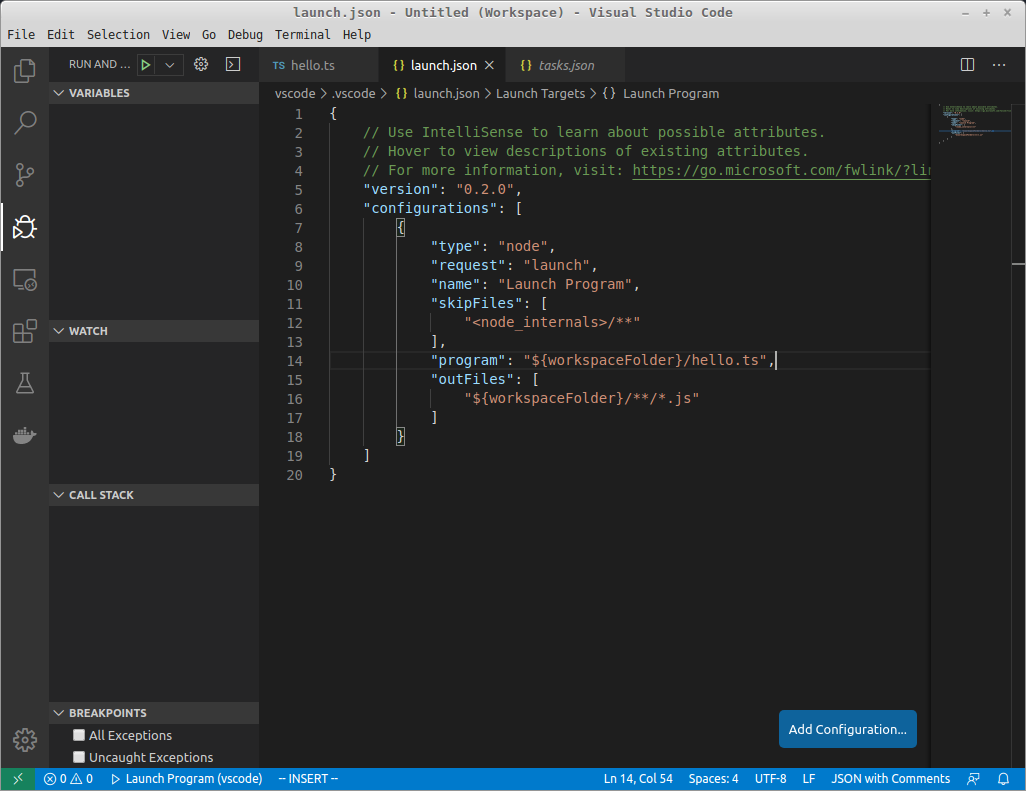 launch.json - Untitled (Workspace) - Visual Studio Code
File Edit Selection View Go Debug Terminal Help
RUN AND ...
TS hello.ts
{} launch.json
{} tasks.json
VARIABLES
vscode > .vscode > {} launch.json > Launch Targets > {} Launch Program
1 {
2 // Use IntelliSense to learn about possible attributes.
3 // Hover to view descriptions of existing attributes.
4 // For more information, visit: https://go.microsoft.com/fwlink/?lin
5 "version": "0.2.0",
6 "configurations": [
7 {
8 "type": "node",
9 "request": "launch",
10 "name": "Launch Program",
11 "skipFiles": [
12 "<node_internals>/**"
13 ],
14 "program": "${workspaceFolder}/hello.ts",
15 "outFiles": [
16 "${workspaceFolder}/**/*.js"
17 ]
18 }
19 ]
20 }
WATCH
CALL STACK
BREAKPOINTS
All Exceptions
Uncaught Exceptions
Add Configuration...
0 0 Launch Program (vscode) -- INSERT -- Ln 14, Col 54 Spaces: 4 UTF-8 LF JSON with Comments